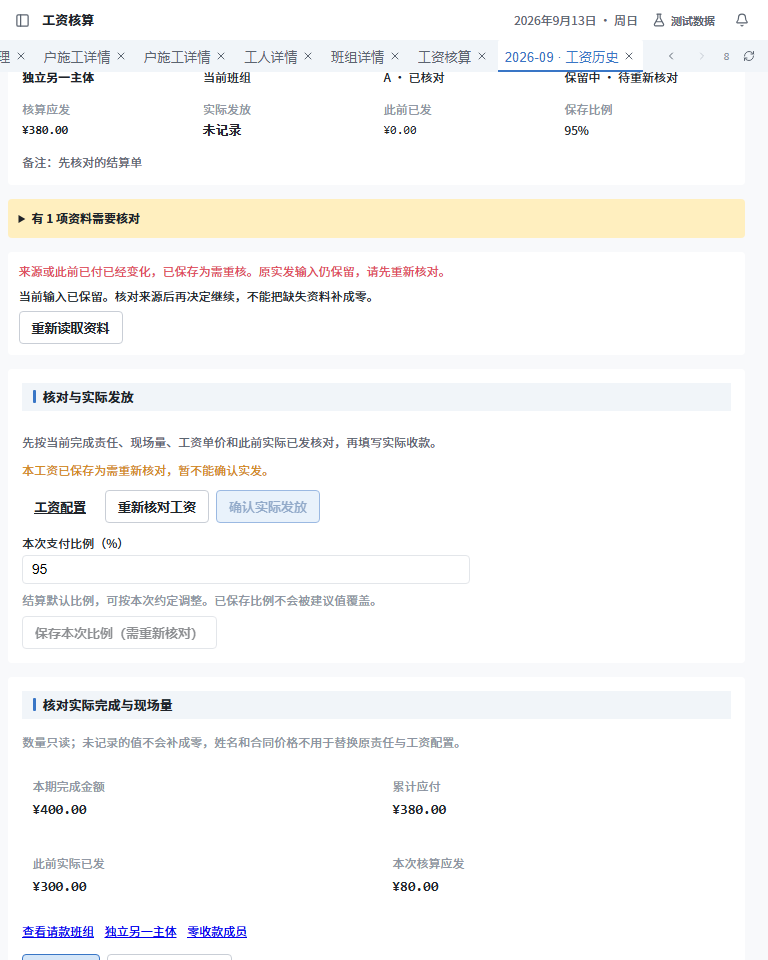 工资核算
2026年9月13日 • 周日 测试数据
理 × 户施工详情 × 户施工详情 × 工人详情 × 班组详情 × 工资核算 × 2026-09 · 工资历史 × 8
独立另一主体 当前班组 A • 已核对 保留中 • 待重新核对
核算应发 实际发放 此前已发 保存比例
¥380.00 未记录 ¥0.00 95%
备注：先核对的结算单
▶ 有 1 项资料需要核对
来源或此前已付已经变化，已保存为需重核。原实发输入仍保留，请先重新核对。
当前输入已保留。核对来源后再决定继续，不能把缺失资料补成零。
重新读取资料
核对与实际发放
先按当前完成责任、现场量、工资单价和此前实际已发核对，再填写实际收款。
本工资已保存为需重新核对，暂不能确认实发。
工资配置 重新核对工资 确认实际发放
本次支付比例（%）
95
结算默认比例，可按本次约定调整。已保存比例不会被建议值覆盖。
保存本次比例（需重新核对）
核对实际完成与现场量
数量只读；未记录的值不会补成零，姓名和合同价格不用于替换原责任与工资配置。
本期完成金额 累计应付
¥400.00 ¥380.00
此前实际已发 本次核算应发
¥300.00 ¥80.00
查看请款班组 独立另一主体 零收款成员